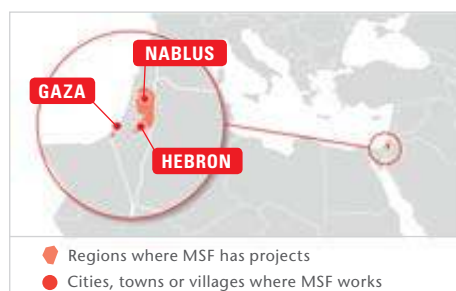 NABLUS
GAZA
HEBRON
Regions where MSF has projects
Cities, towns or villages where MSF works